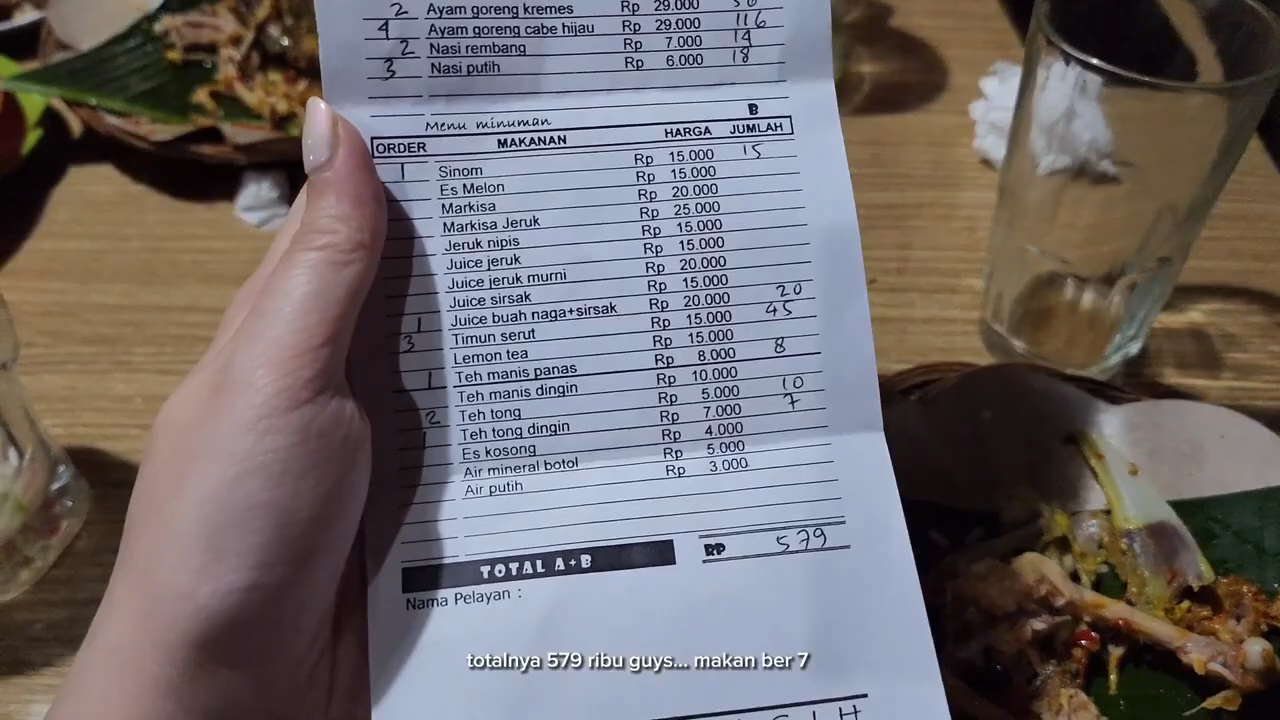 2 Ayam goreng kremes Rp 29.000
4 Ayam goreng cabe hijau Rp 29.000 116
2 Nasi rembang Rp 7.000 14
3 Nasi putih Rp 6.000 18
Menu minuman B
ORDER MAKANAN HARGA JUMLAH
1 Sinom Rp 15.000 15
Es Melon Rp 15.000
Markisa Rp 20.000
Markisa Jeruk Rp 25.000
Jeruk nipis Rp 15.000
Juice jeruk Rp 15.000
Juice jeruk murni Rp 20.000
Juice sirsak Rp 15.000
1 Juice buah naga+sirsak Rp 20.000 20
3 Timun serut Rp 15.000 45
Lemon tea Rp 15.000
1 Teh manis panas Rp 8.000 8
Teh manis dingin Rp 10.000
2 Teh tong Rp 5.000 10
1 Teh tong dingin Rp 7.000 7
Es kosong Rp 4.000
Air mineral botol Rp 5.000
Air putih Rp 3.000
TOTAL A+B RP 579
Nama Pelayan :
totalnya 579 ribu guys... makan ber 7